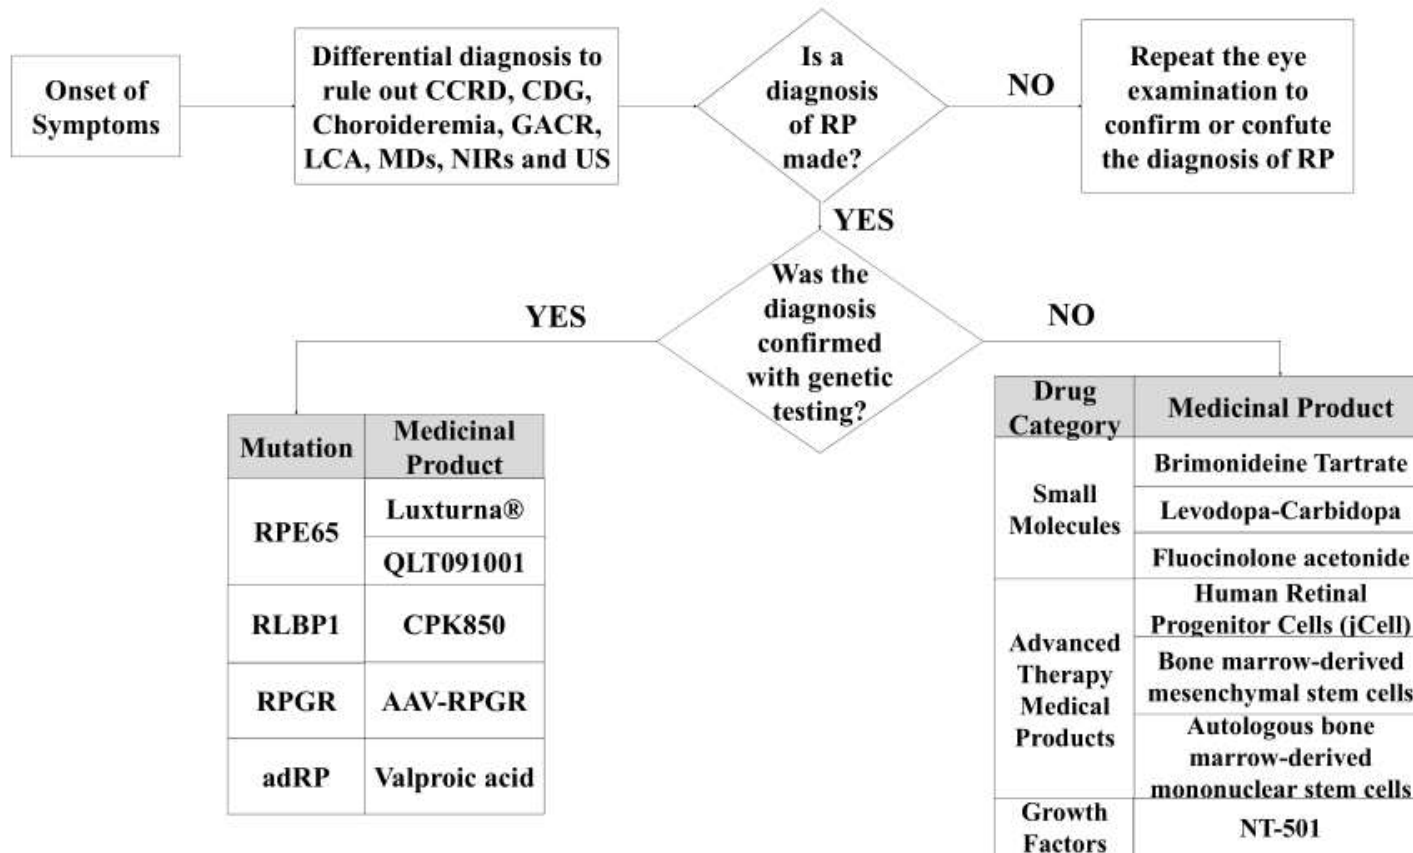 Onset of
Symptoms
Differential diagnosis to
rule out CCRD, CDG,
Choroideremia, GACR,
LCA, MDs, NIRs and US
Is a
diagnosis
of RP
made?
NO
Repeat the eye
examination to
confirm or confute
the diagnosis of RP
YES
Was the
diagnosis
confirmed
with genetic
testing?
YES
NO
Mutation
Medicinal
Product
RPE65
Luxturna®
QLT091001
RLBP1
CPK850
RPGR
AAV-RPGR
adRP
Valproic acid
Drug
Category
Medicinal Product
Small
Molecules
Brimonideine Tartrate
Levodopa-Carbidopa
Fluocinolone acetonide
Advanced
Therapy
Medical
Products
Human Retinal
Progenitor Cells (jCell)
Bone marrow-derived
mesenchymal stem cells
Autologous bone
marrow-derived
mononuclear stem cells
Growth
Factors
NT-501